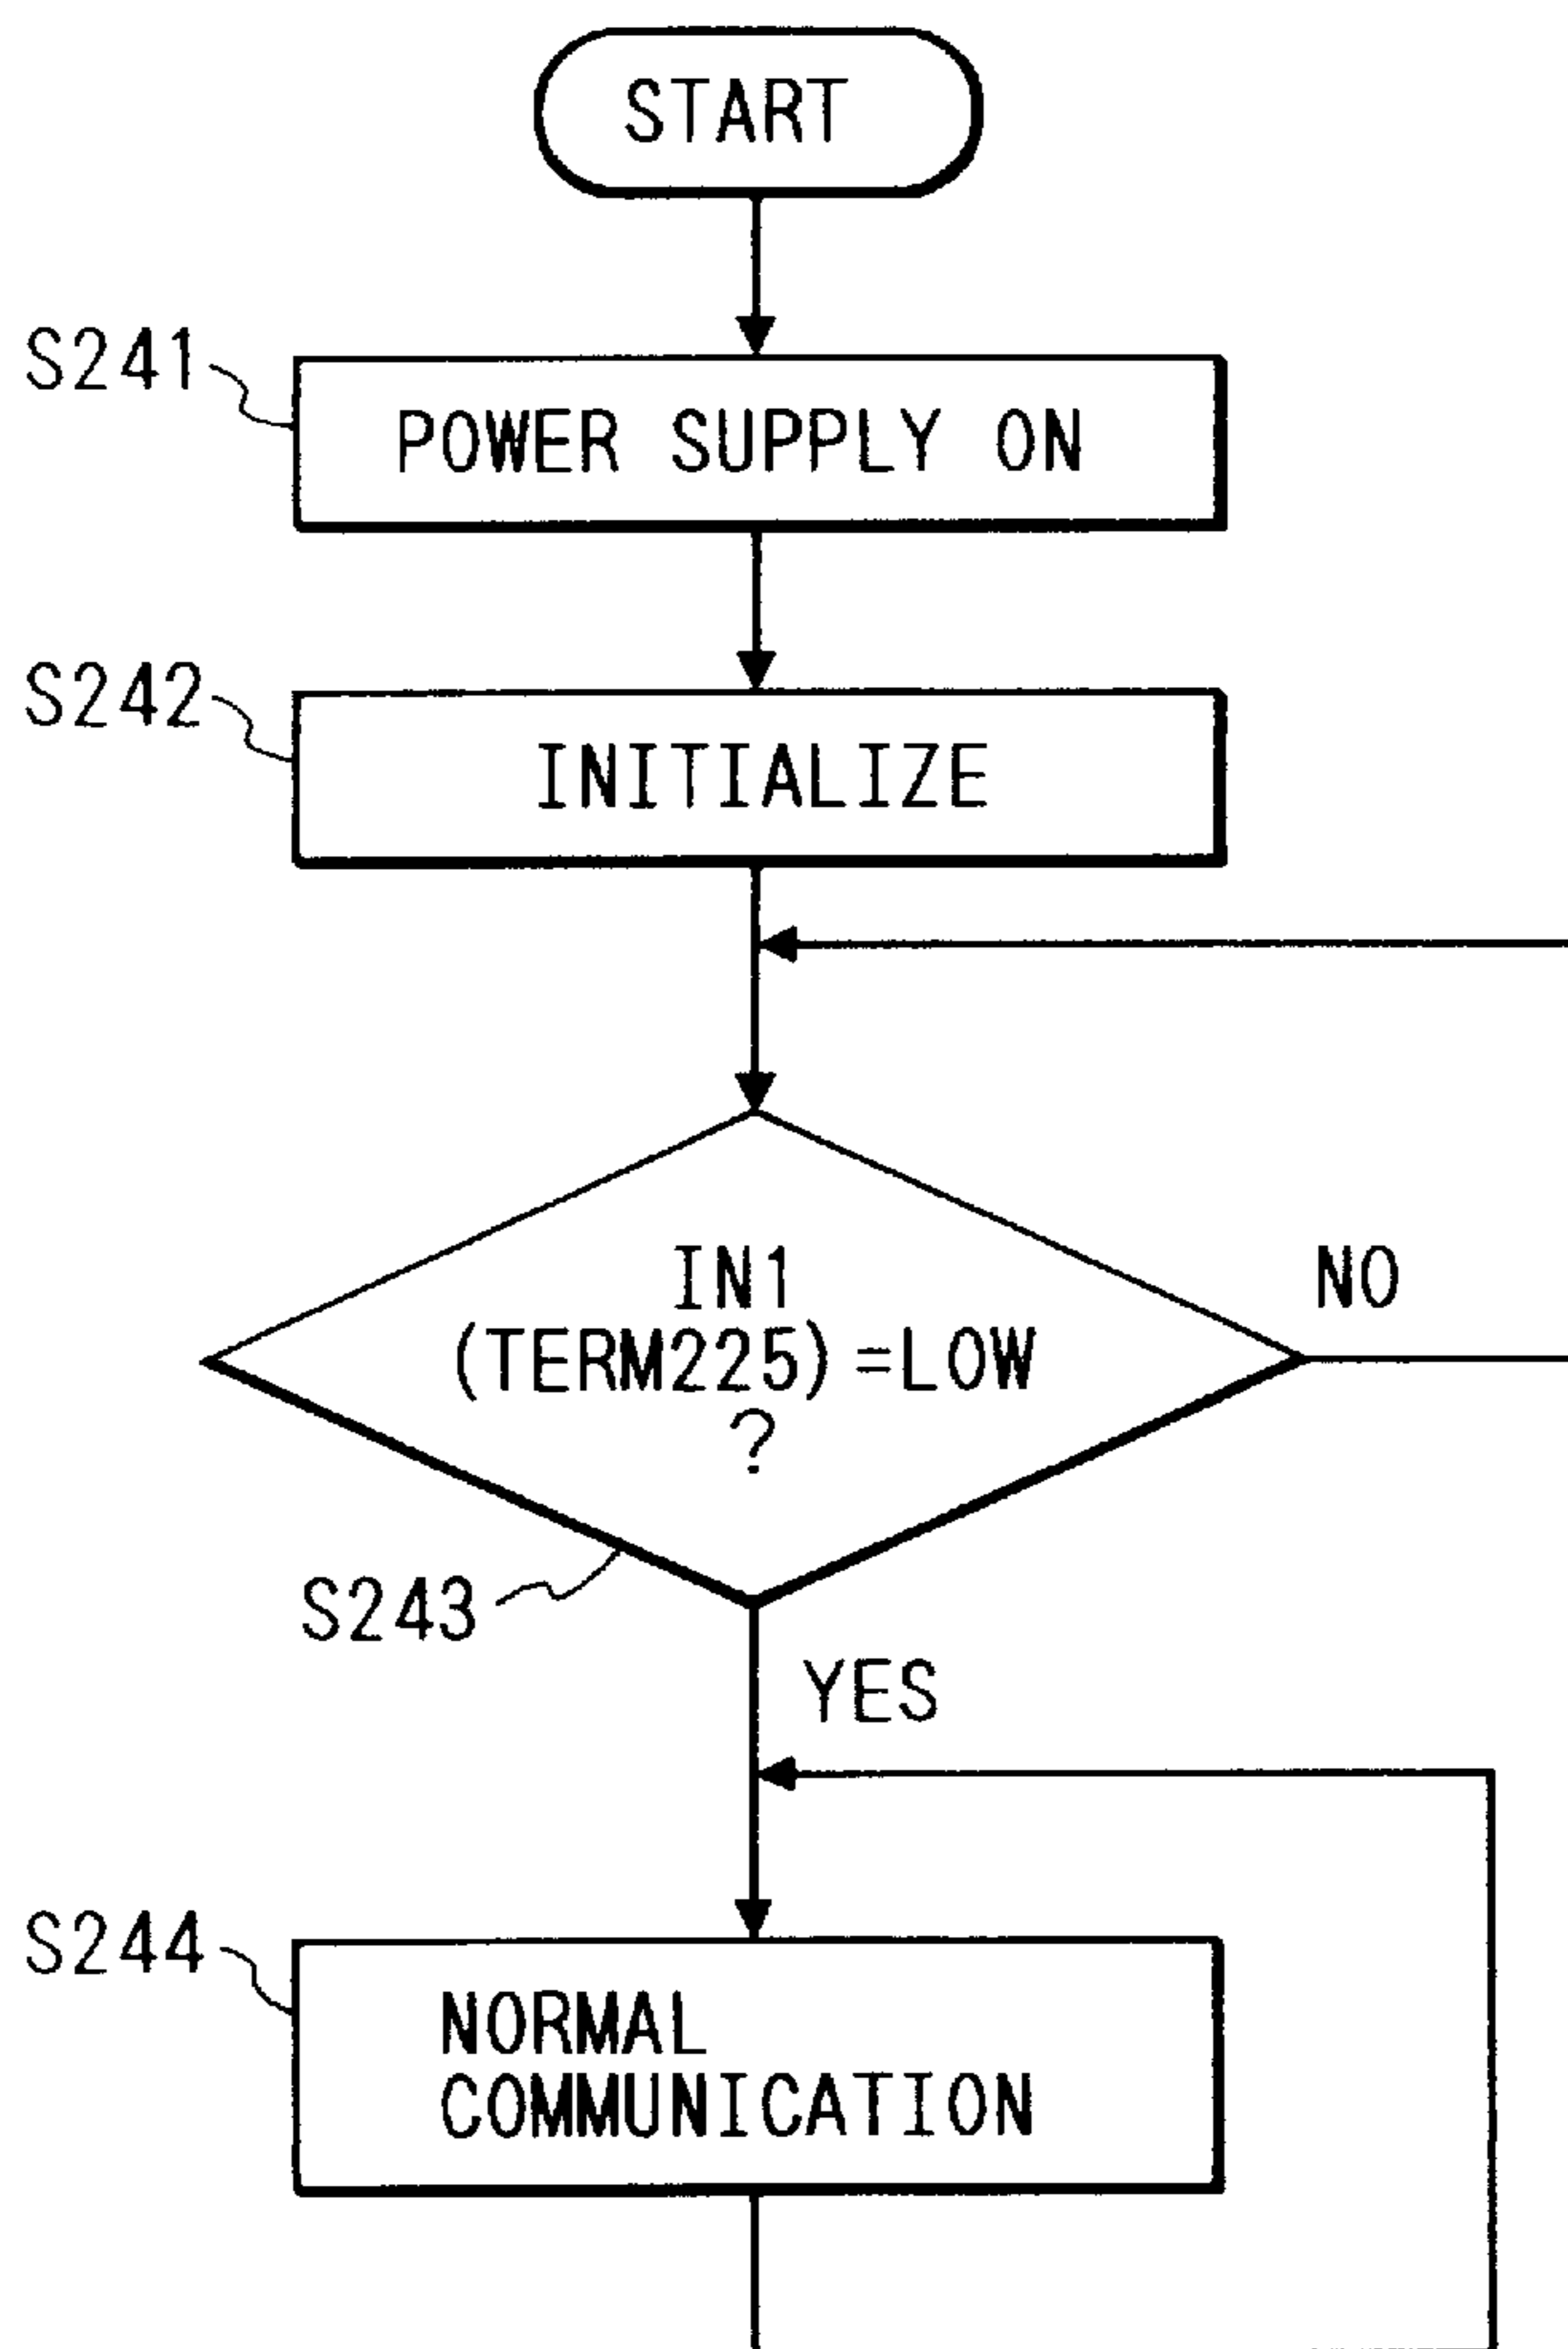 START
S241
POWER SUPPLY ON
S242
INITIALIZE
IN1
(TERM225)=LOW
?
NO
S243
YES
S244
NORMAL
COMMUNICATION